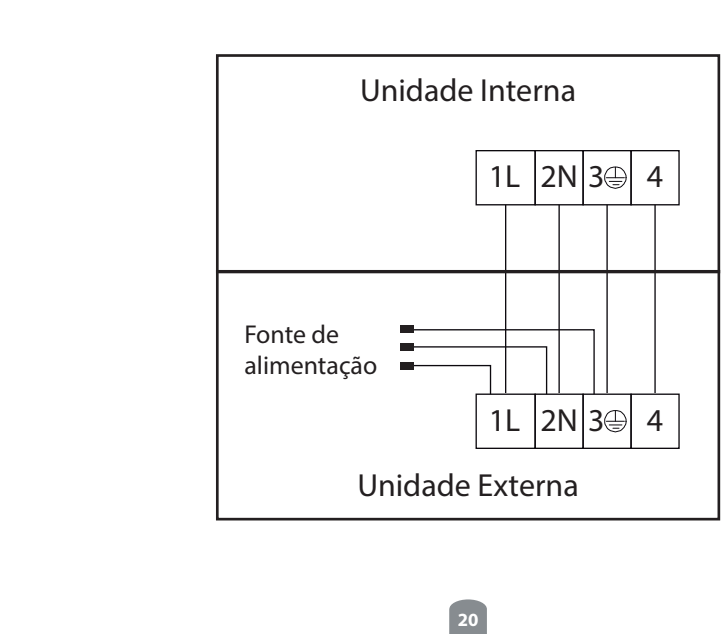 Unidade Interna
1L 2N 3⏚ 4
Fonte de
alimentação
1L 2N 3⏚ 4
Unidade Externa
20